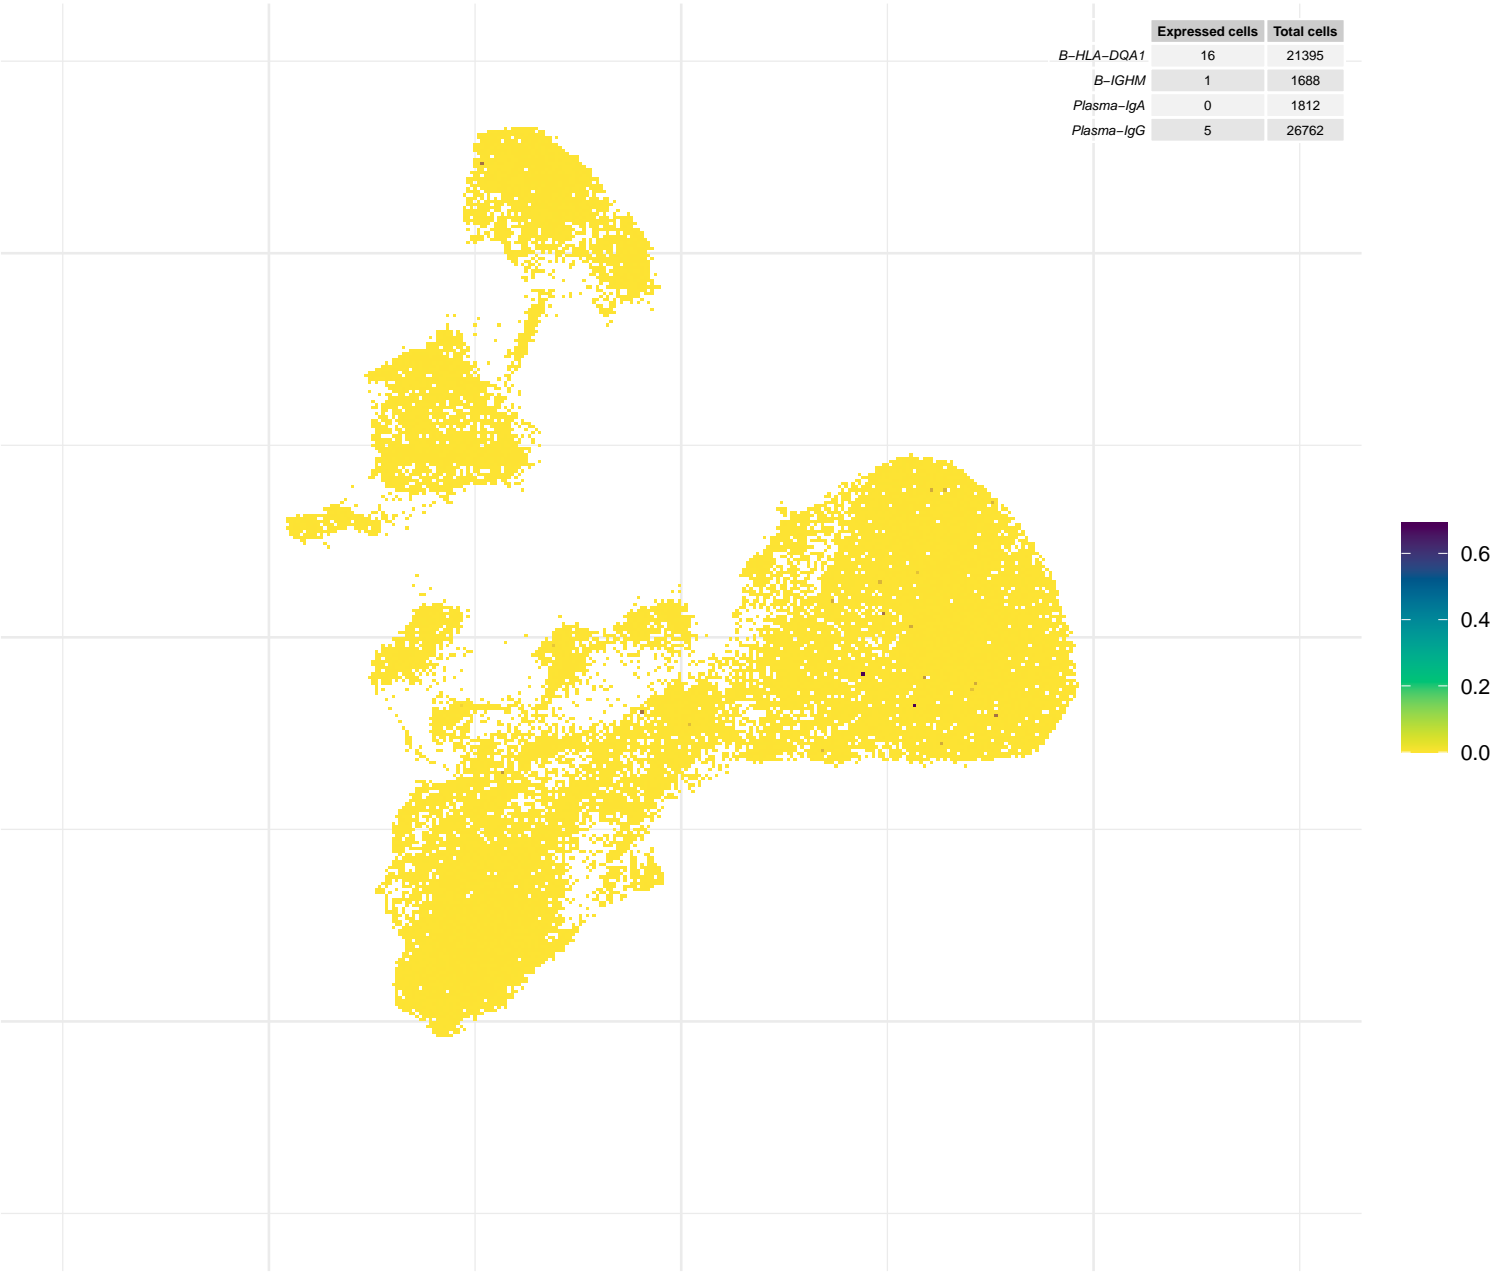 Expressed cells Total cells
B−HLA−DQA1 16 21395
B−IGHM 1 1688
Plasma−IgA 0 1812
Plasma−IgG 5 26762
0.6
0.4
0.2
0.0